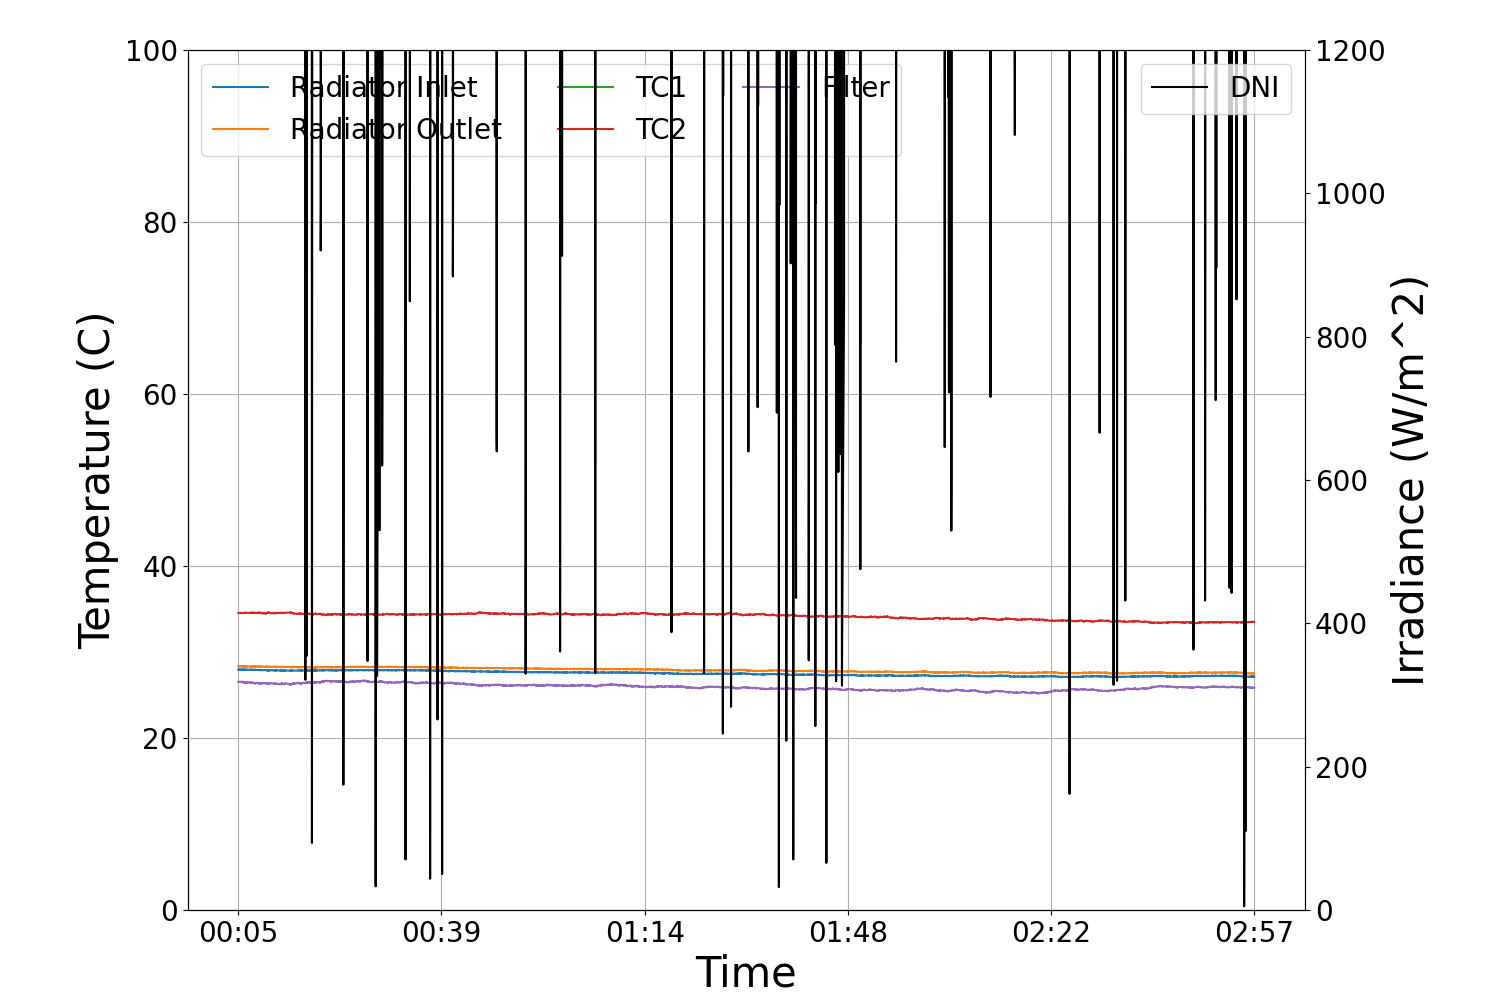 100
80
60
40
20
0
Temperature (C)
Radiator Inlet
Radiator Outlet
TC1
TC2
Filter
DNI
1200
1000
800
600
400
200
0
Irradiance (W/m^2)
00:05 00:39 01:14 01:48 02:22 02:57
Time